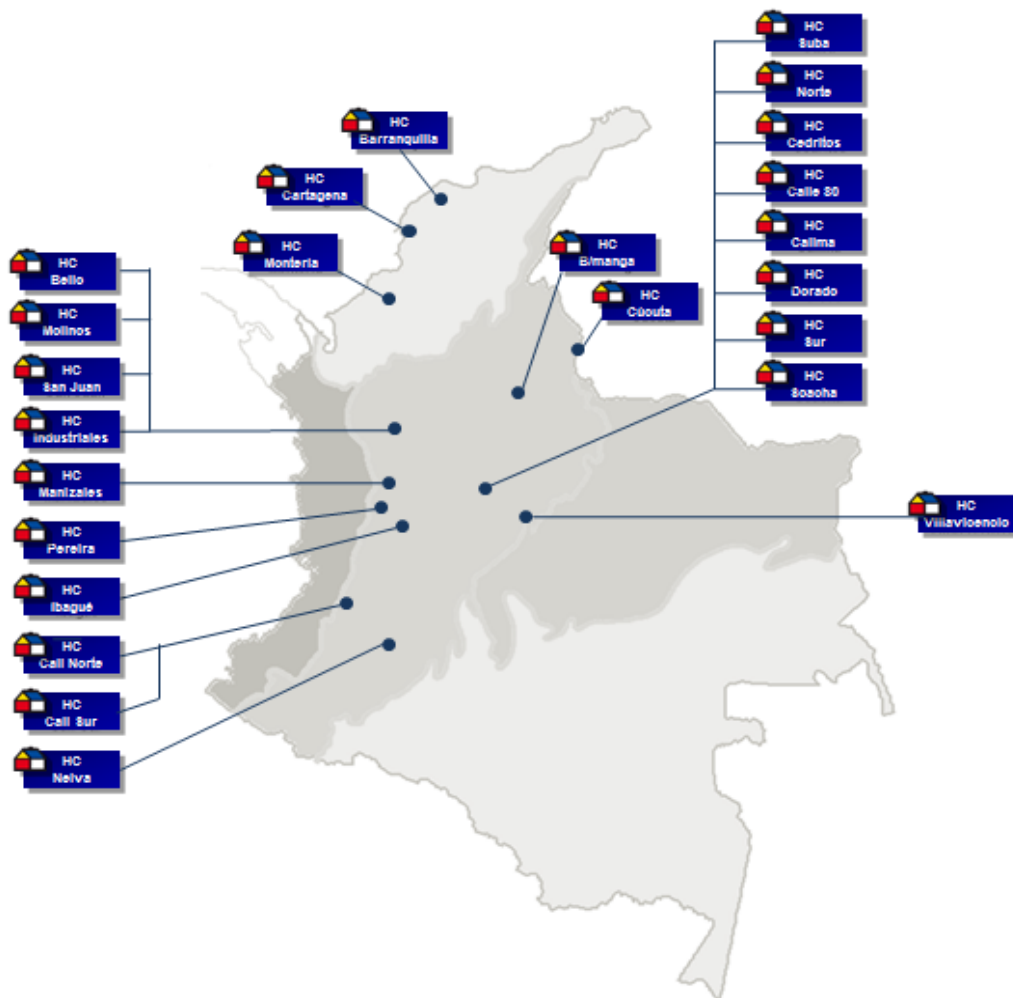 HC
Suba
HC
Norte
HC
Cedritos
HC
Calle 80
HC
Calima
HC
Dorado
HC
Sur
HC
Soacha
HC
Barranquilla
HC
Cartagena
HC
Montería
HC
B/manga
HC
Cúcuta
HC
Bello
HC
Molinos
HC
San Juan
HC
Industriales
HC
Manizales
HC
Pereira
HC
Ibagué
HC
Cali Norte
HC
Cali Sur
HC
Neiva
HC
Villavicencio